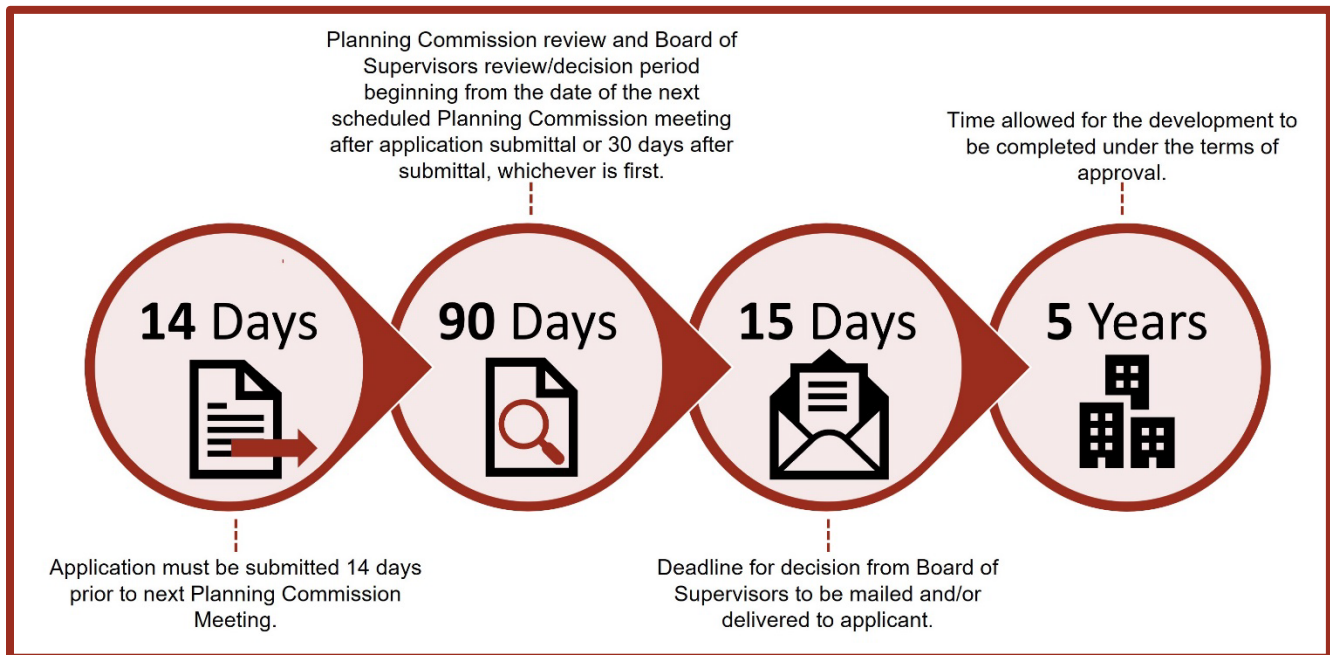 Planning Commission review and Board of
Supervisors review/decision period
beginning from the date of the next
scheduled Planning Commission meeting
after application submittal or 30 days after
submittal, whichever is first.
Time allowed for the development to
be completed under the terms of
approval.
14 Days
90 Days
15 Days
5 Years
Application must be submitted 14 days
prior to next Planning Commission
Meeting.
Deadline for decision from Board of
Supervisors to be mailed and/or
delivered to applicant.